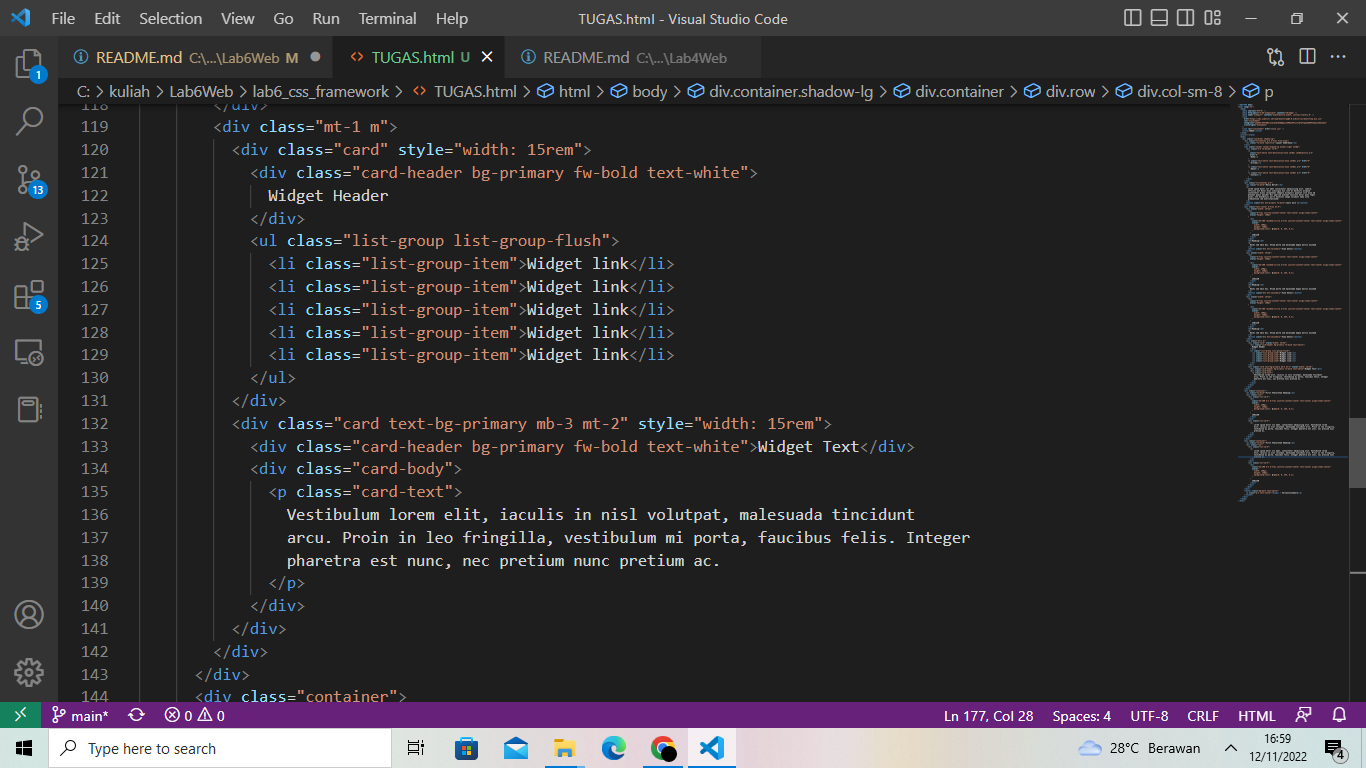 File Edit Selection View Go Run Terminal Help TUGAS.html - Visual Studio Code
README.md C:\...\Lab6Web M TUGAS.html U README.md C:\...\Lab4Web
C: > kuliah > Lab6Web > lab6_css_framework > TUGAS.html > html > body > div.container.shadow-lg > div.container > div.row > div.col-sm-8 > p
1
13
5
118 </div>
119 <div class="mt-1 m">
120 <div class="card" style="width: 15rem">
121 <div class="card-header bg-primary fw-bold text-white">
122 Widget Header
123 </div>
124 <ul class="list-group list-group-flush">
125 <li class="list-group-item">Widget link</li>
126 <li class="list-group-item">Widget link</li>
127 <li class="list-group-item">Widget link</li>
128 <li class="list-group-item">Widget link</li>
129 <li class="list-group-item">Widget link</li>
130 </ul>
131 </div>
132 <div class="card text-bg-primary mb-3 mt-2" style="width: 15rem">
133 <div class="card-header bg-primary fw-bold text-white">Widget Text</div>
134 <div class="card-body">
135 <p class="card-text">
136 Vestibulum lorem elit, iaculis in nisl volutpat, malesuada tincidunt
137 arcu. Proin in leo fringilla, vestibulum mi porta, faucibus felis. Integer
138 pharetra est nunc, nec pretium nunc pretium ac.
139 </p>
140 </div>
141 </div>
142 </div>
143 </div>
144 <div class="container">
main* 0 0 Ln 177, Col 28 Spaces: 4 UTF-8 CRLF HTML
Type here to search 28°C Berawan 16:59
12/11/2022 4